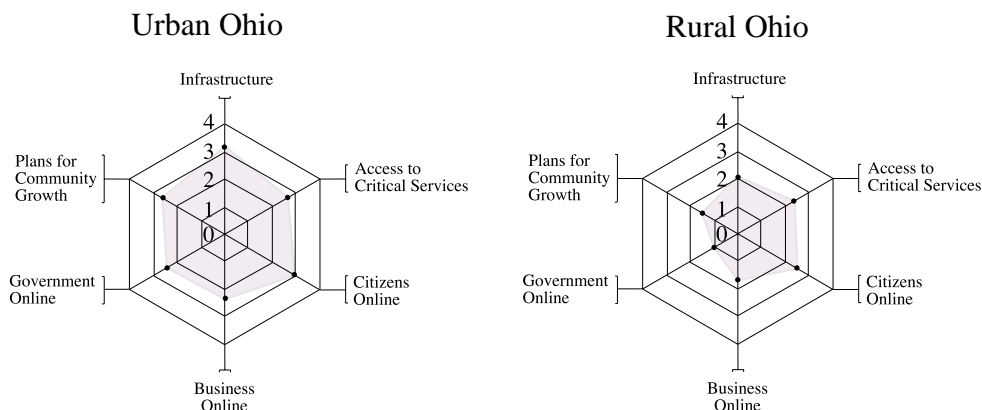 Urban Ohio
Infrastructure
4
3
2
1
0
Plans for
Community
Growth
Access to
Critical Services
Government
Online
Citizens
Online
Business
Online
Rural Ohio
Infrastructure
4
3
2
1
0
Plans for
Community
Growth
Access to
Critical Services
Government
Online
Citizens
Online
Business
Online